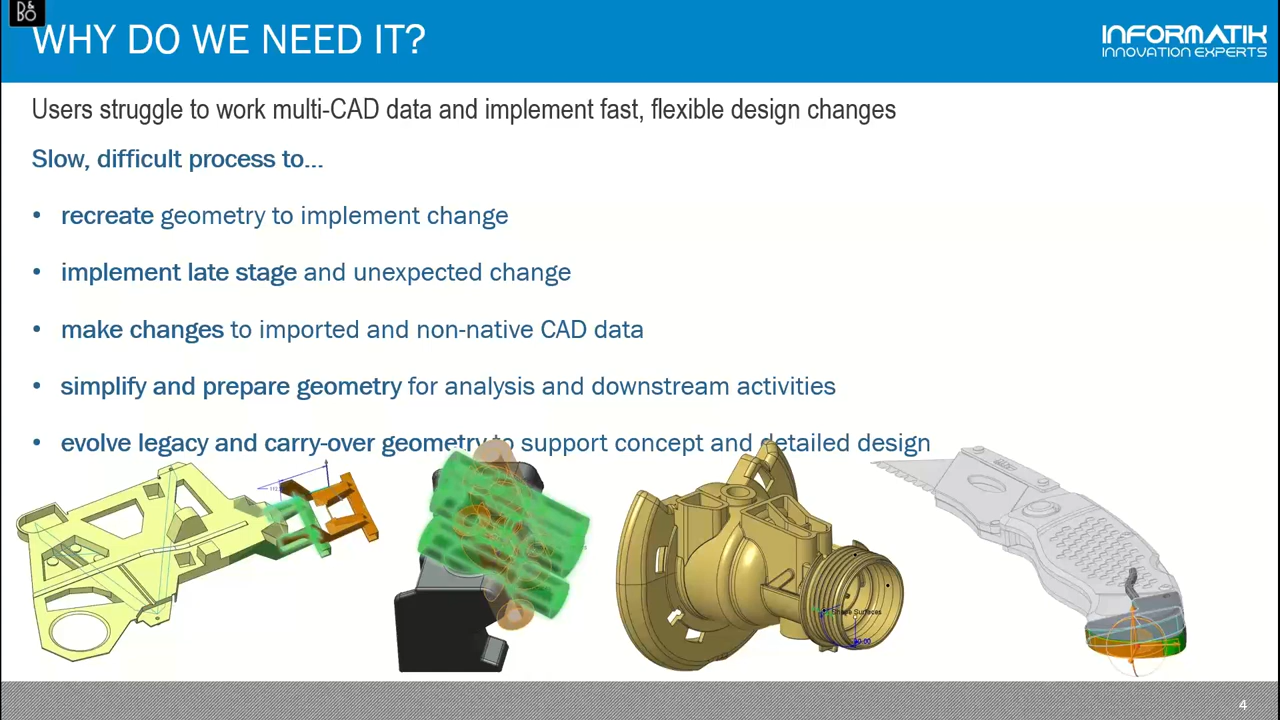 B&O
WHY DO WE NEED IT?
INFORMATIK
INNOVATION EXPERTS
Users struggle to work multi-CAD data and implement fast, flexible design changes
Slow, difficult process to...
• recreate geometry to implement change
• implement late stage and unexpected change
• make changes to imported and non-native CAD data
• simplify and prepare geometry for analysis and downstream activities
• evolve legacy and carry-over geometry to support concept and detailed design
Surfaces
4